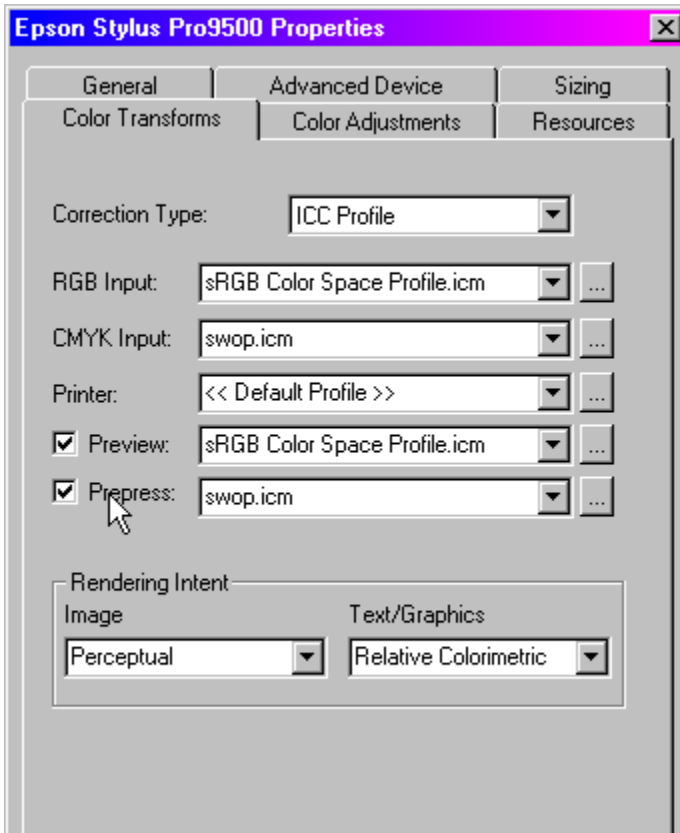 Epson Stylus Pro9500 Properties
General Advanced Device Sizing
Color Transforms Color Adjustments Resources
Correction Type: ICC Profile
RGB Input: sRGB Color Space Profile.icm ...
CMYK Input: swop.icm ...
Printer: << Default Profile >> ...
Preview: sRGB Color Space Profile.icm ...
Prepress: swop.icm ...
Rendering Intent
Image Text/Graphics
Perceptual Relative Colorimetric